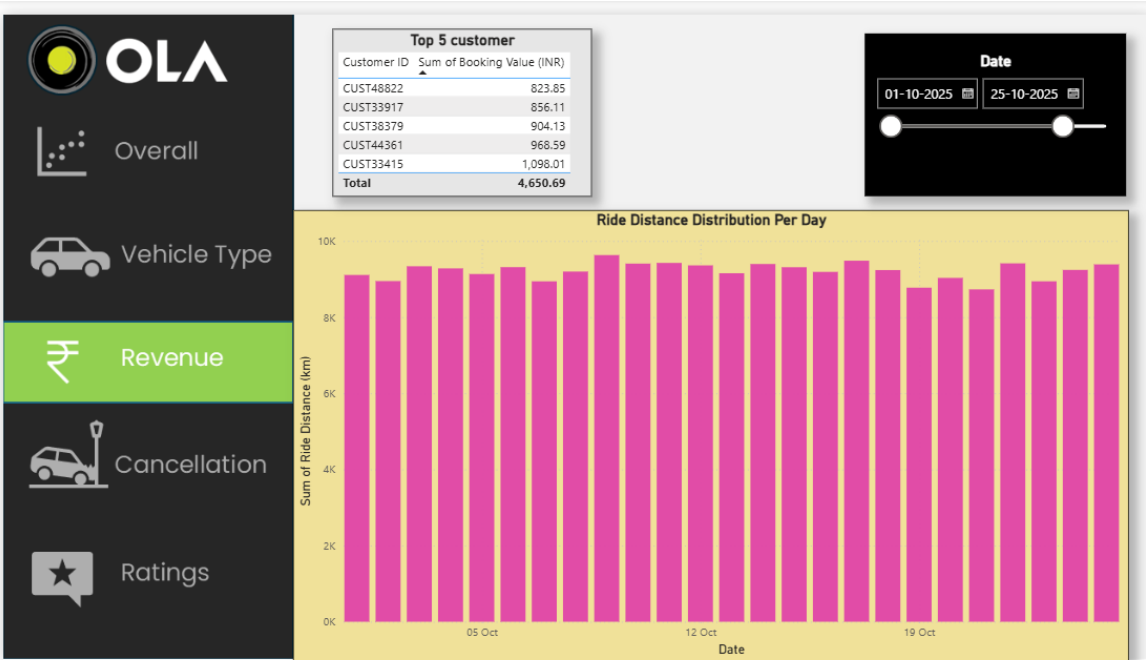 OLA
Overall
Vehicle Type
₹ Revenue
Cancellation
Ratings
Top 5 customer
Customer ID Sum of Booking Value (INR)
CUST48822 823.85
CUST33917 856.11
CUST38379 904.13
CUST44361 968.59
CUST33415 1,098.01
Total 4,650.69
Date
01-10-2025 25-10-2025
Ride Distance Distribution Per Day
Sum of Ride Distance (km)
10K
8K
6K
4K
2K
0K
05 Oct 12 Oct 19 Oct
Date